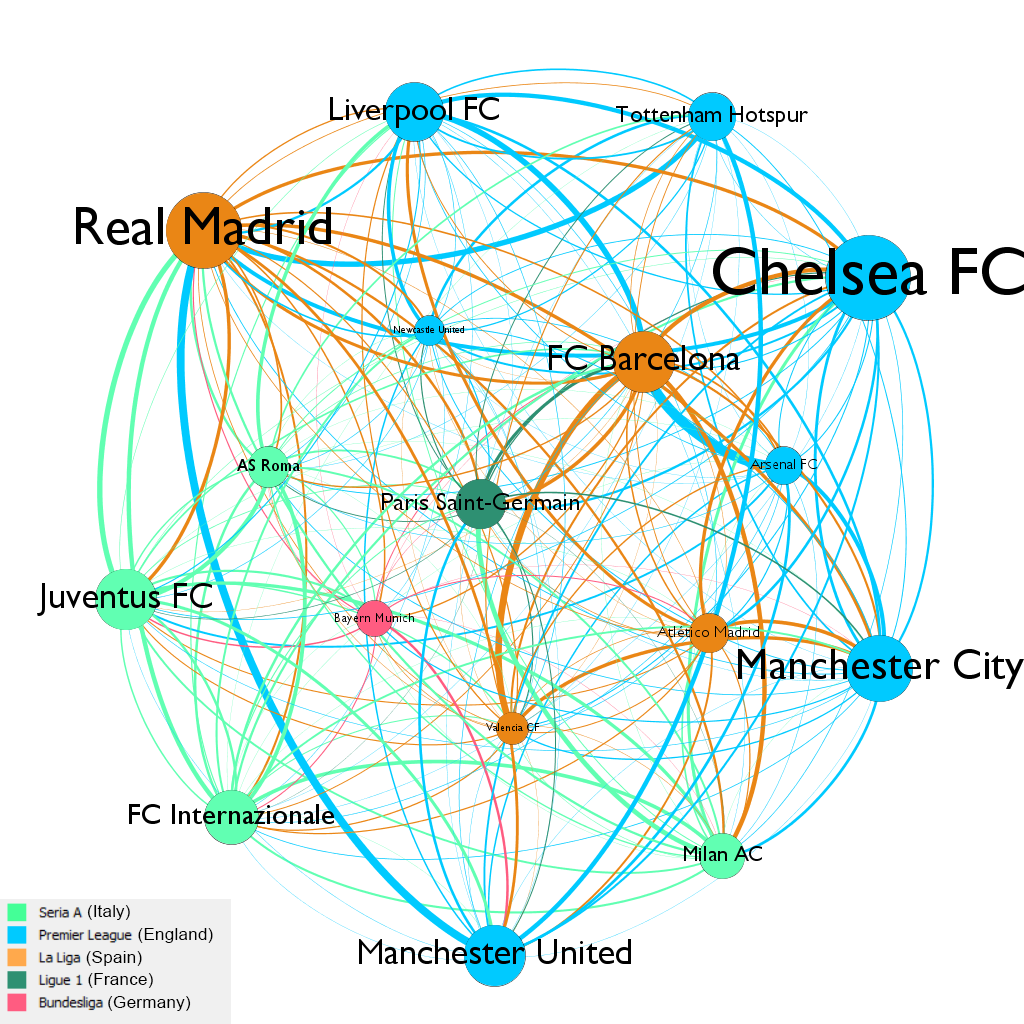 Liverpool FC
Tottenham Hotspur
Real Madrid
Chelsea FC
Newcastle United
FC Barcelona
AS Roma
Arsenal FC
Paris Saint-Germain
Juventus FC
Bayern Munich
Atlético Madrid
Manchester City
Valencia CF
FC Internazionale
Milan AC
Manchester United
Seria A (Italy)
Premier League (England)
La Liga (Spain)
Ligue 1 (France)
Bundesliga (Germany)